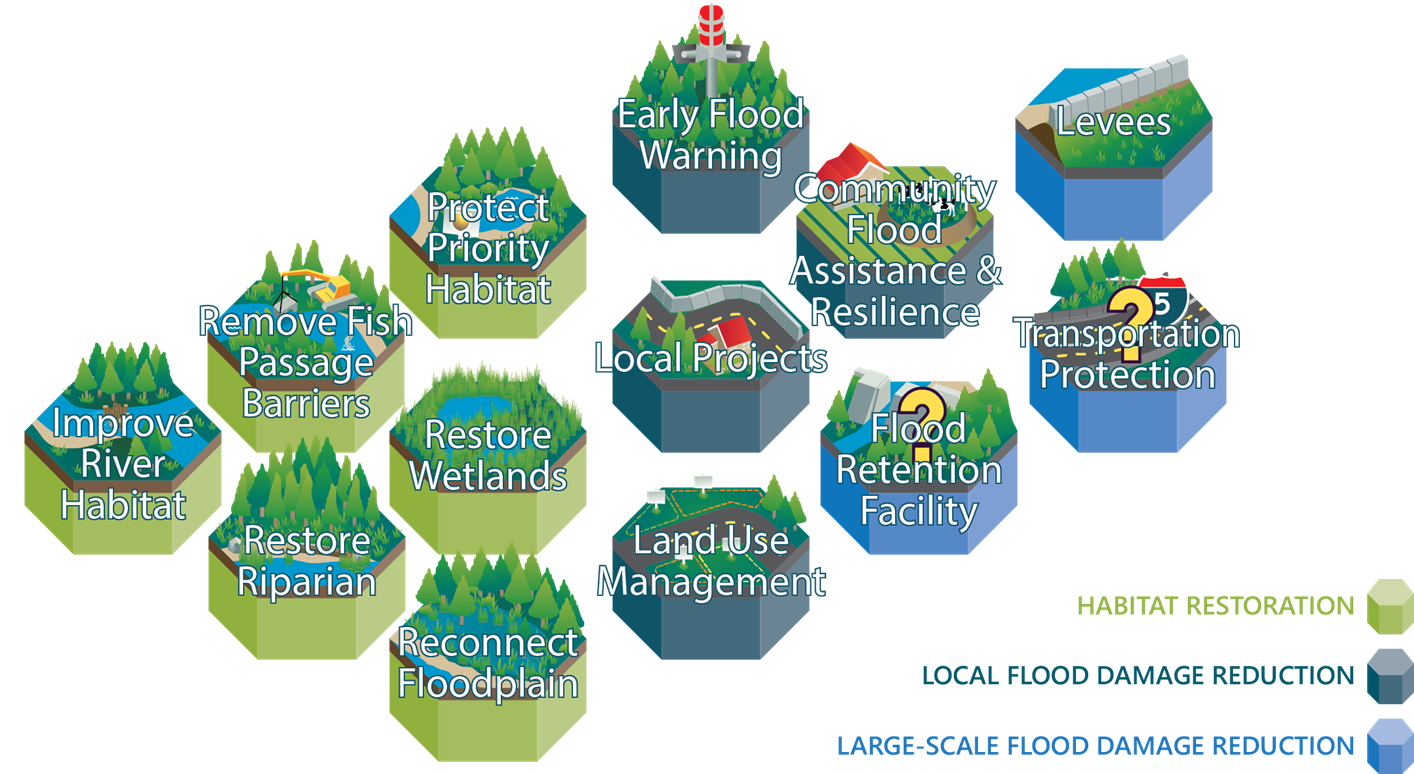 Early Flood
Warning
Levees
Protect
Priority
Habitat
Community
Flood
Assistance &
Resilience
Remove Fish
Passage
Barriers
Local Projects
5
?
Transportation
Protection
Improve
River
Habitat
Restore
Wetlands
?
Flood
Retention
Facility
Restore
Riparian
Land Use
Management
Reconnect
Floodplain
HABITAT RESTORATION
LOCAL FLOOD DAMAGE REDUCTION
LARGE-SCALE FLOOD DAMAGE REDUCTION